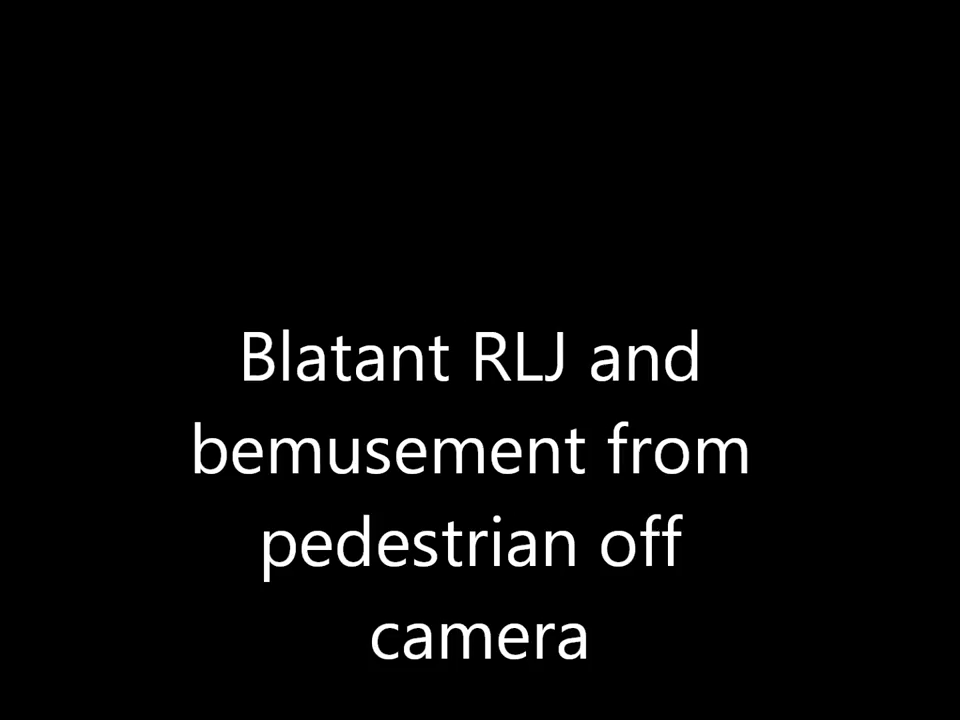 Blatant RLJ and
bemusement from
pedestrian off
camera